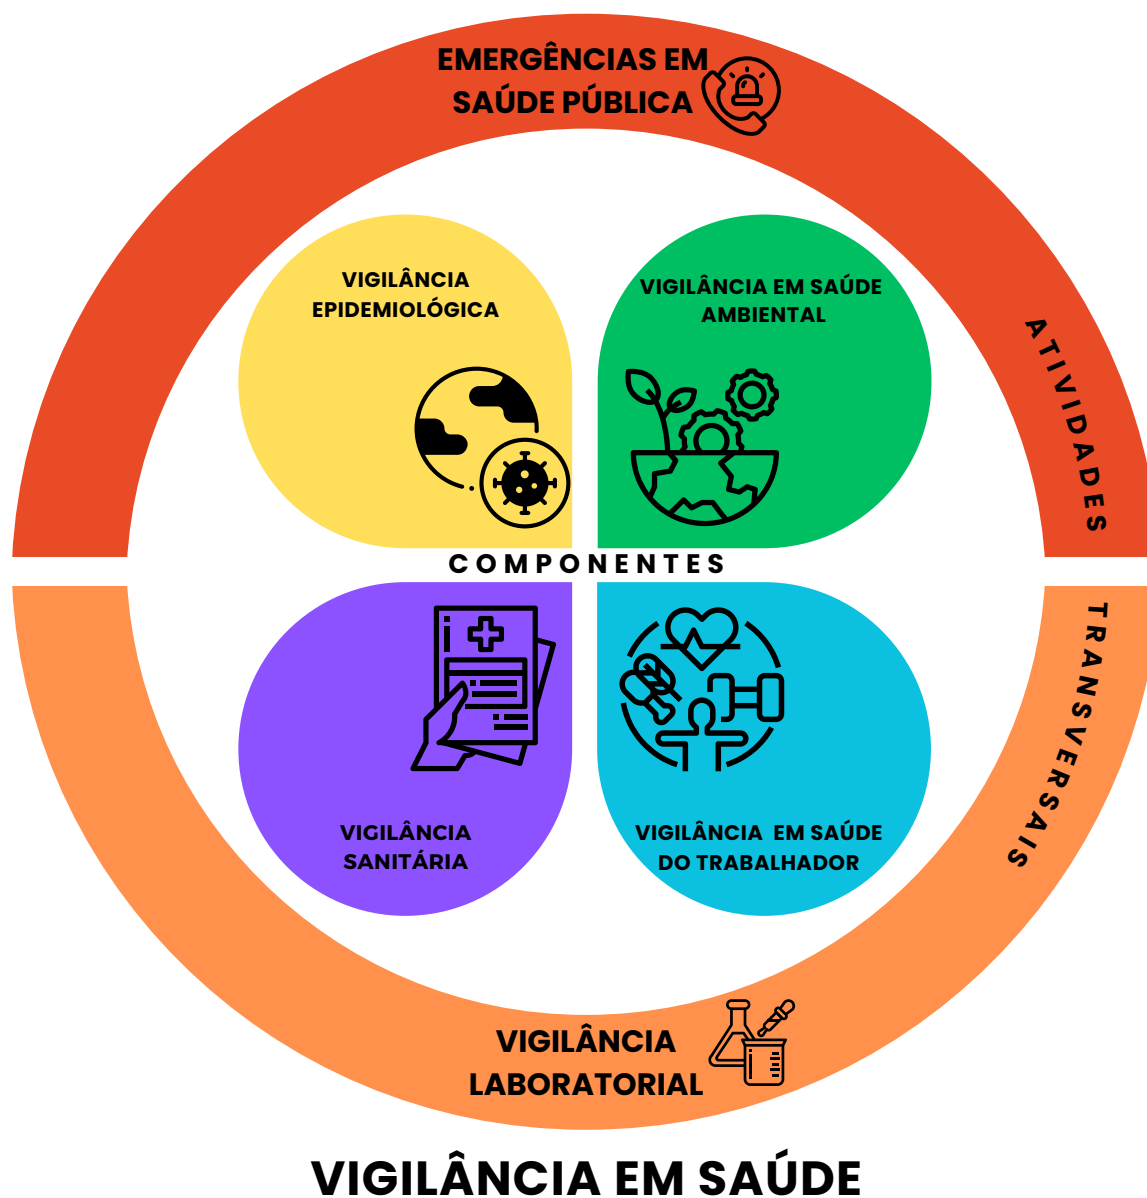 EMERGÊNCIAS EM
SAÚDE PÚBLICA
VIGILÂNCIA
EPIDEMIOLÓGICA
VIGILÂNCIA EM SAÚDE
AMBIENTAL
ATIVIDADES
COMPONENTES
TRANSVERSAIS
VIGILÂNCIA
SANITÁRIA
VIGILÂNCIA EM SAÚDE
DO TRABALHADOR
VIGILÂNCIA
LABORATORIAL
VIGILÂNCIA EM SAÚDE